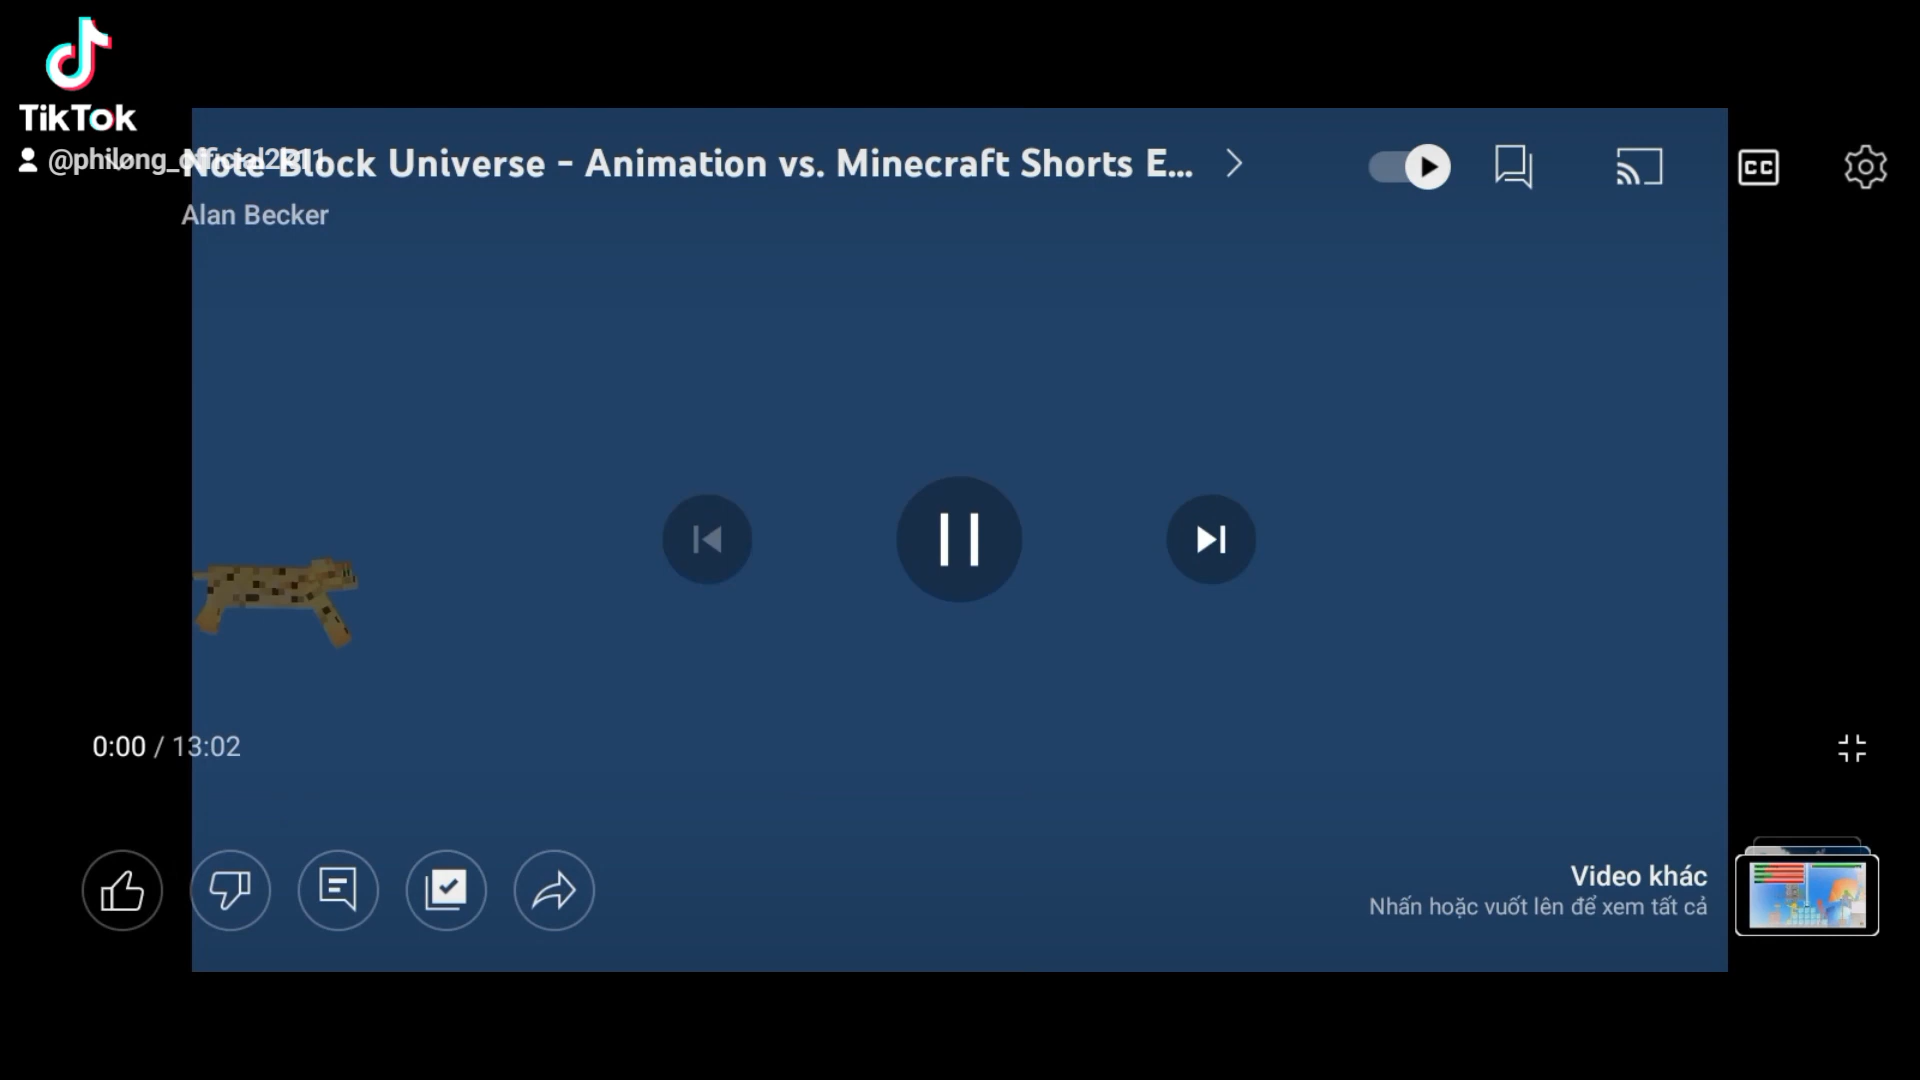 TikTok
Note Block Universe - Animation vs. Minecraft Shorts E...
Alan Becker
CC
0:00 / 13:02
Video khác
Nhấn hoặc vuốt lên để xem tất cả